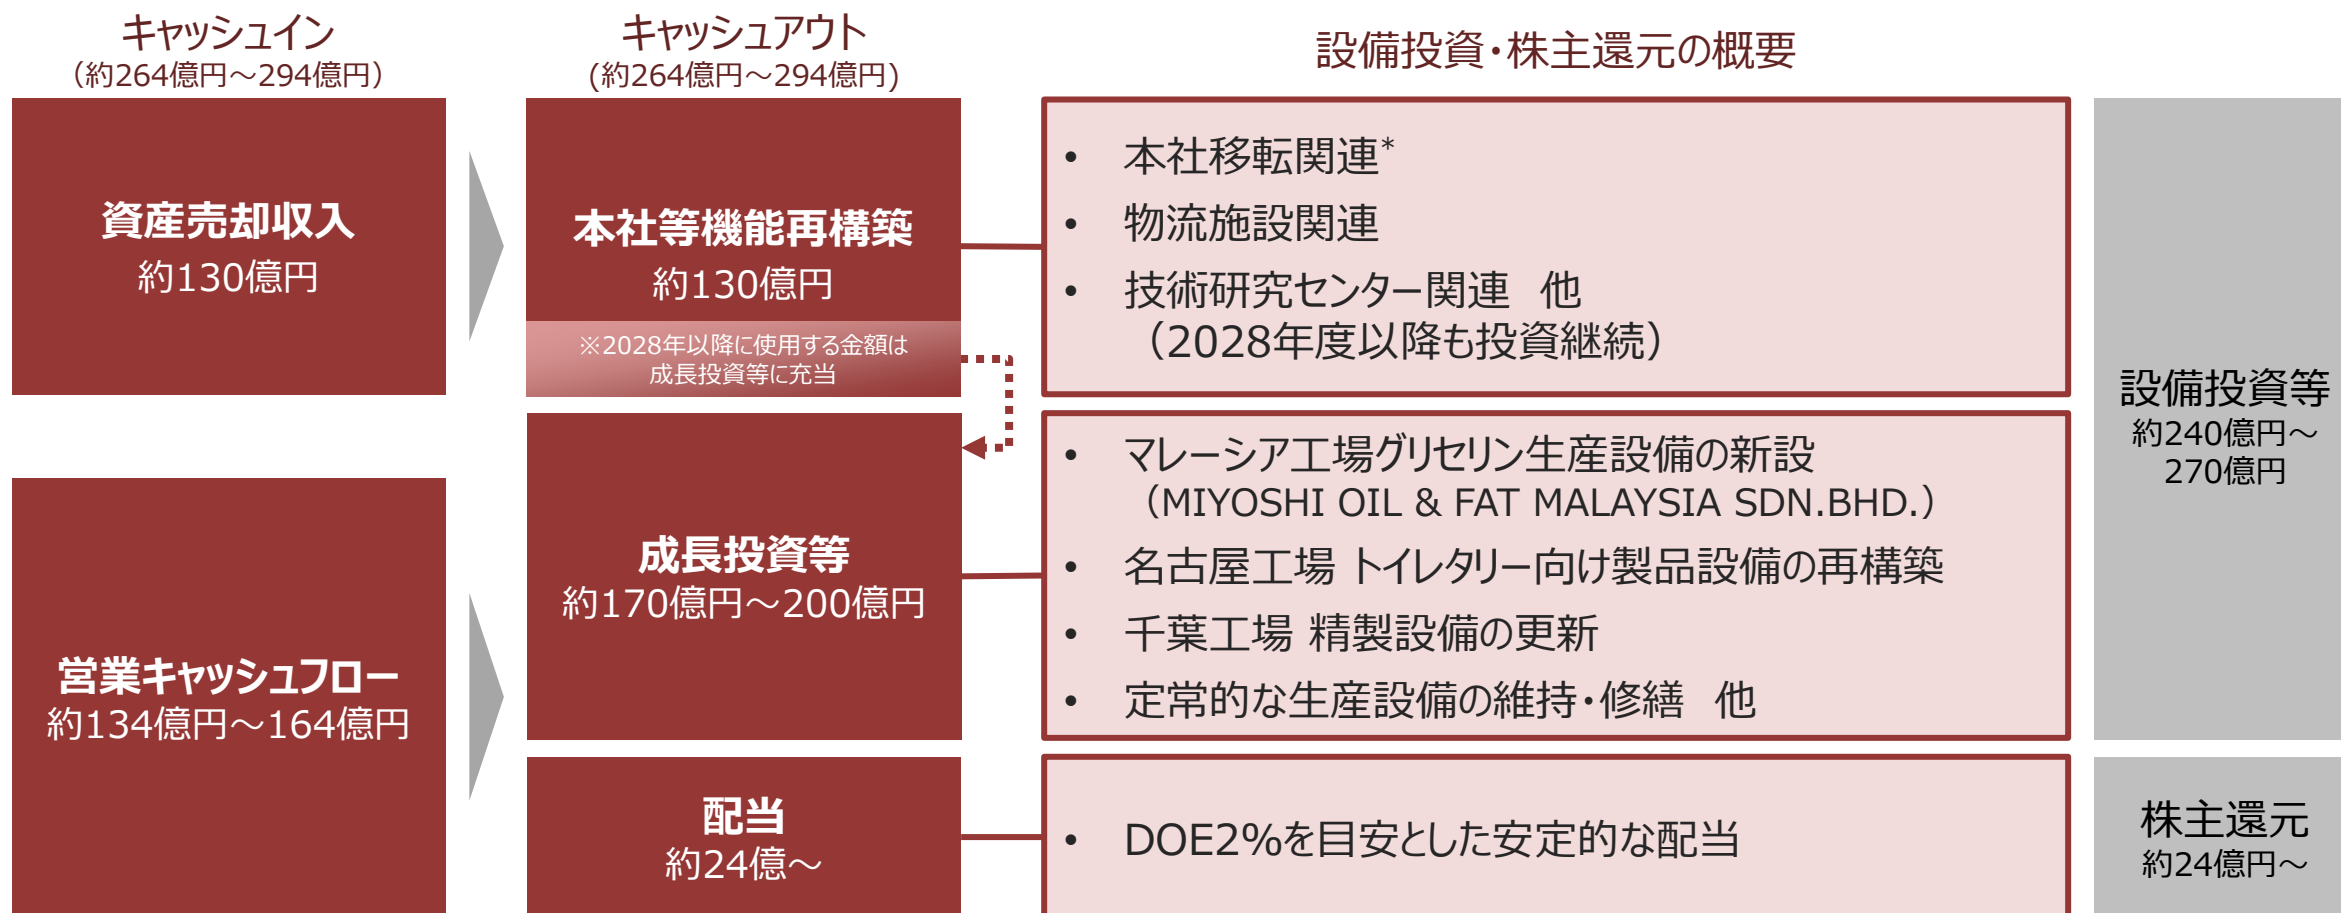 キャッシュイン
（約264億円～294億円）
資産売却収入
約130億円
営業キャッシュフロー
約134億円～164億円
キャッシュアウト
(約264億円～294億円)
本社等機能再構築
約130億円
※2028年以降に使用する金額は
成長投資等に充当
成長投資等
約170億円～200億円
配当
約24億～
設備投資・株主還元の概要
• 本社移転関連*
• 物流施設関連
• 技術研究センター関連　他
（2028年度以降も投資継続）
• マレーシア工場グリセリン生産設備の新設
（MIYOSHI OIL & FAT MALAYSIA SDN.BHD.）
• 名古屋工場 トイレタリー向け製品設備の再構築
• 千葉工場 精製設備の更新
• 定常的な生産設備の維持・修繕　他
• DOE2%を目安とした安定的な配当
設備投資等
約240億円～
270億円
株主還元
約24億円～